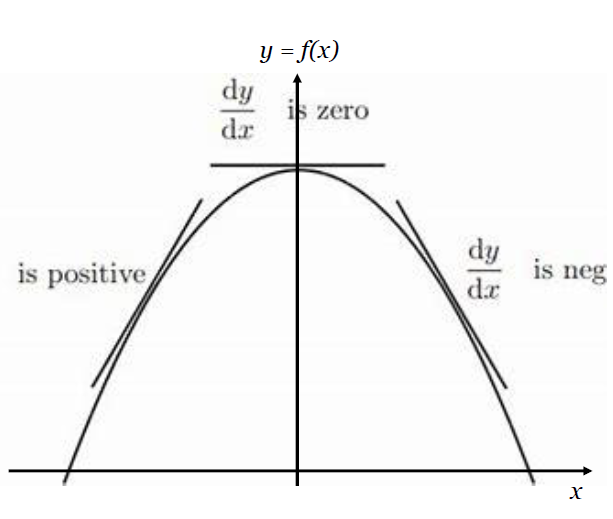 y = f(x)
dy
dx
is zero
is positive
dy
dx
is neg
x